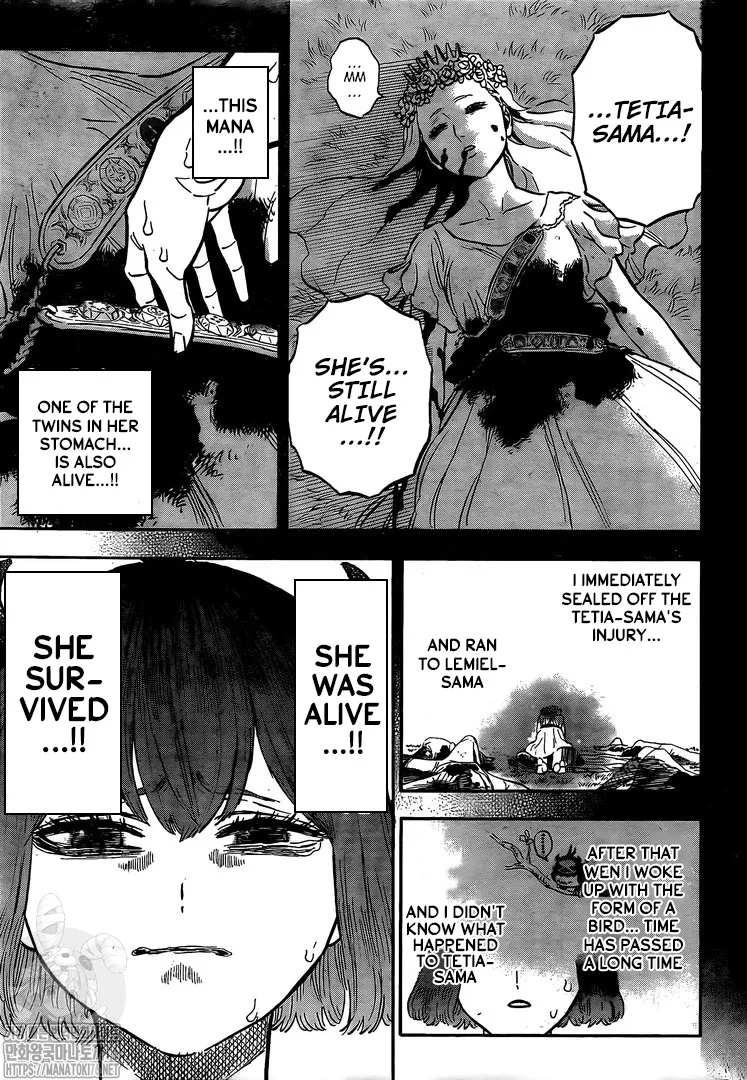 ...TETIA-
SAMA...!
...
MM
...
SHE'S...
STILL
ALIVE
...!!
...THIS
MANA
...!!
ONE OF THE
TWINS IN HER
STOMACH...
IS ALSO
ALIVE...!!
I IMMEDIATELY
SEALED OFF THE
TETIA-SAMA'S
INJURY...
AND RAN
TO LEMIEL-
SAMA
AFTER THAT
WEN I WOKE
UP WITH THE
FORM OF A
BIRD... TIME
HAS PASSED
A LONG TIME
AND I DIDN'T
KNOW WHAT
HAPPENED
TO TETIA-
SAMA
SHE
WAS
ALIVE
...!!
SHE
SUR-
VIVED
...!!
HTTPS://MANATOKI76.NET